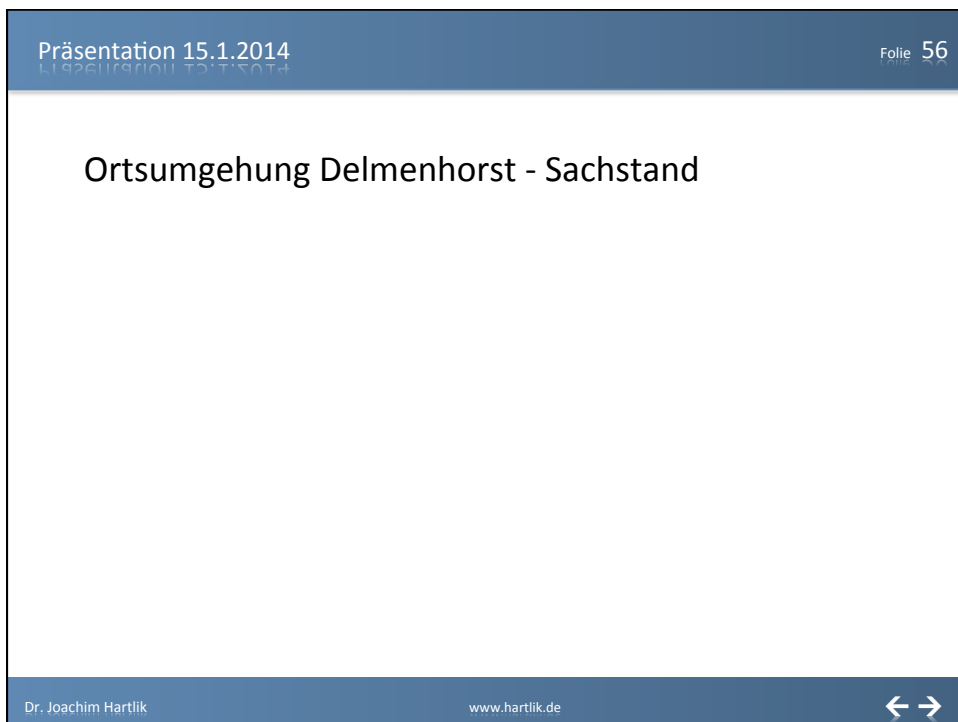 Präsentation 15.1.2014
Folie 56
Ortsumgehung Delmenhorst - Sachstand
Dr. Joachim Hartlik
www.hartlik.de